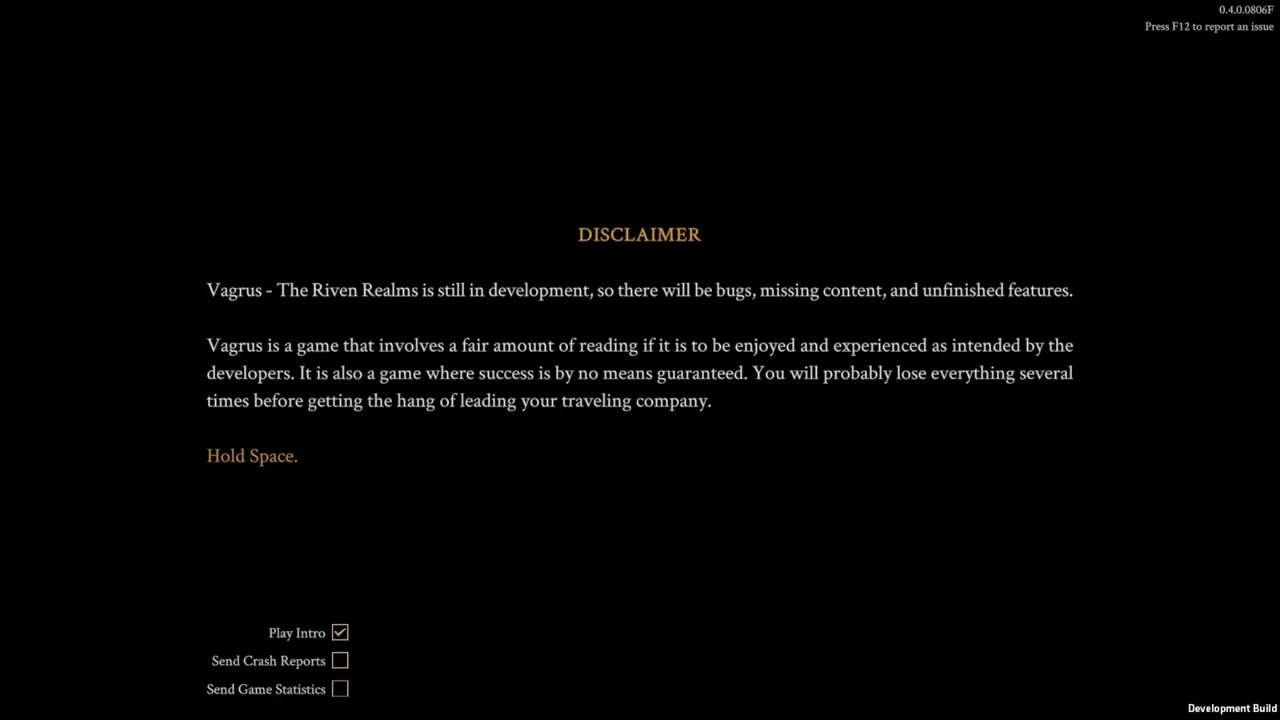 0.4.0.0806F
Press F12 to report an issue
DISCLAIMER
Vagrus - The Riven Realms is still in development, so there will be bugs, missing content, and unfinished features.
Vagrus is a game that involves a fair amount of reading if it is to be enjoyed and experienced as intended by the
developers. It is also a game where success is by no means guaranteed. You will probably lose everything several
times before getting the hang of leading your traveling company.
Hold Space.
Play Intro
Send Crash Reports
Send Game Statistics
Development Build